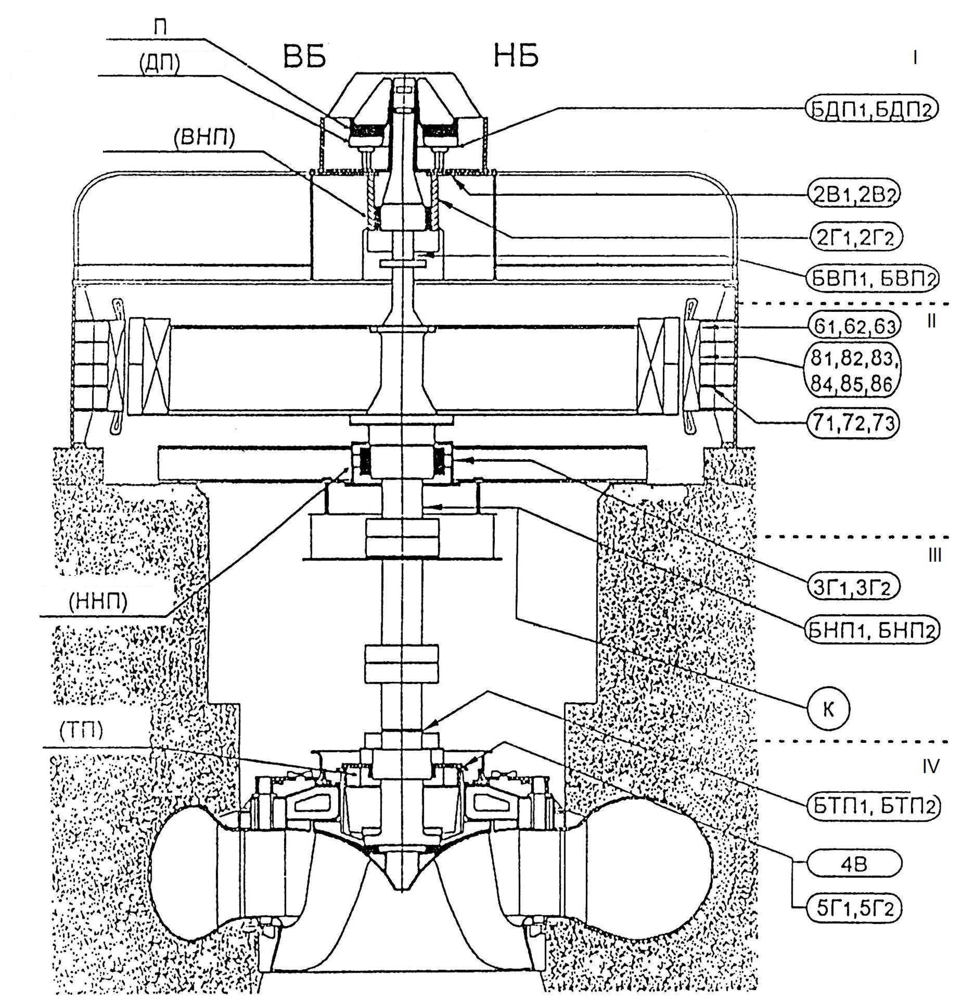 П
(ДП)
ВБ
НБ
I
БДП1,БДП2
(ВНП)
2В1,2В2
2Г1,2Г2
БВП1, БВП2
II
61,62,63
81,82,83,
84,85,86
71,72,73
III
3Г1,3Г2
(ННП)
БНП1, БНП2
К
(ТП)
IV
БТП1, БТП2
4В
5Г1,5Г2